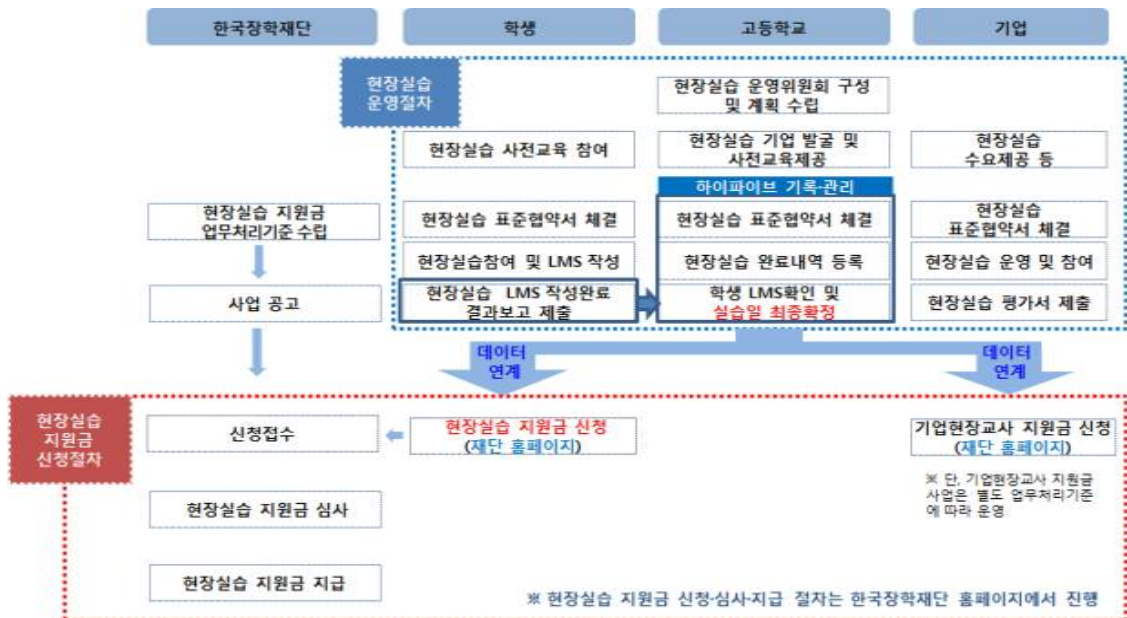 한국장학재단
학생
고등학교
기업
현장실습
운영절차
현장실습 운영위원회 구성
및 계획 수립
현장실습 사전교육 참여
현장실습 기업 발굴 및
사전교육제공
현장실습
수요제공 등
하이파이브 기록·관리
현장실습 지원금
업무처리기준 수립
현장실습 표준협약서 체결
현장실습 표준협약서 체결
현장실습
표준협약서 체결
현장실습참여 및 LMS 작성
현장실습 완료내역 등록
현장실습 운영 및 참여
사업 공고
현장실습 LMS 작성완료
결과보고 제출
학생 LMS확인 및
실습일 최종확정
현장실습 평가서 제출
데이터
연계
데이터
연계
현장실습
지원금
신청절차
신청접수
현장실습 지원금 신청
(재단 홈페이지)
기업현장교사 지원금 신청
(재단 홈페이지)
※ 단, 기업현장교사 지원금
사업은 별도 업무처리기준
에 따라 운영
현장실습 지원금 심사
현장실습 지원금 지급
※ 현장실습 지원금 신청·심사·지급 절차는 한국장학재단 홈페이지에서 진행